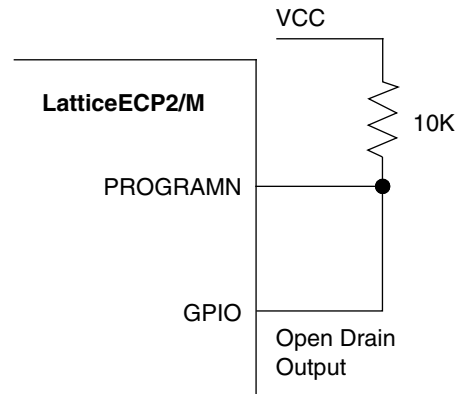 VCC
LatticeECP2/M
10K
PROGRAMN
GPIO
Open Drain
Output